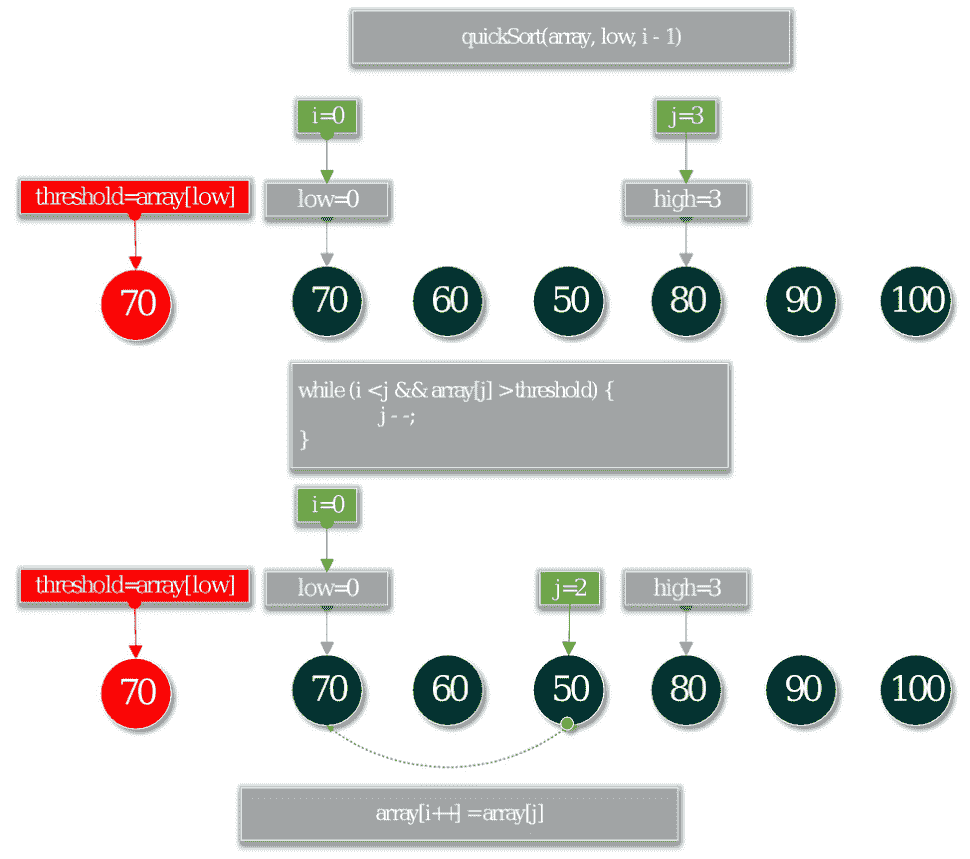 quickSort(array, low, i - 1)
i=0 j=3
threshold=array[low] low=0 high=3
70 70 60 50 80 90 100
while (i < j && array[j] > threshold) {
j - -;
}
i=0
threshold=array[low] low=0 j=2 high=3
70 70 60 50 80 90 100
array[i++] = array[j]